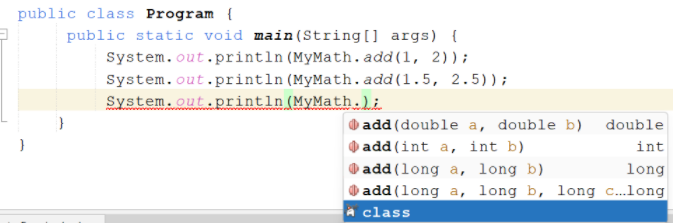 public class Program {
public static void main(String[] args) {
System.out.println(MyMath.add(1, 2));
System.out.println(MyMath.add(1.5, 2.5));
System.out.println(MyMath.);
add(double a, double b) double
add(int a, int b) int
add(long a, long b) long
add(long a, long b, long c…long
class
}
}